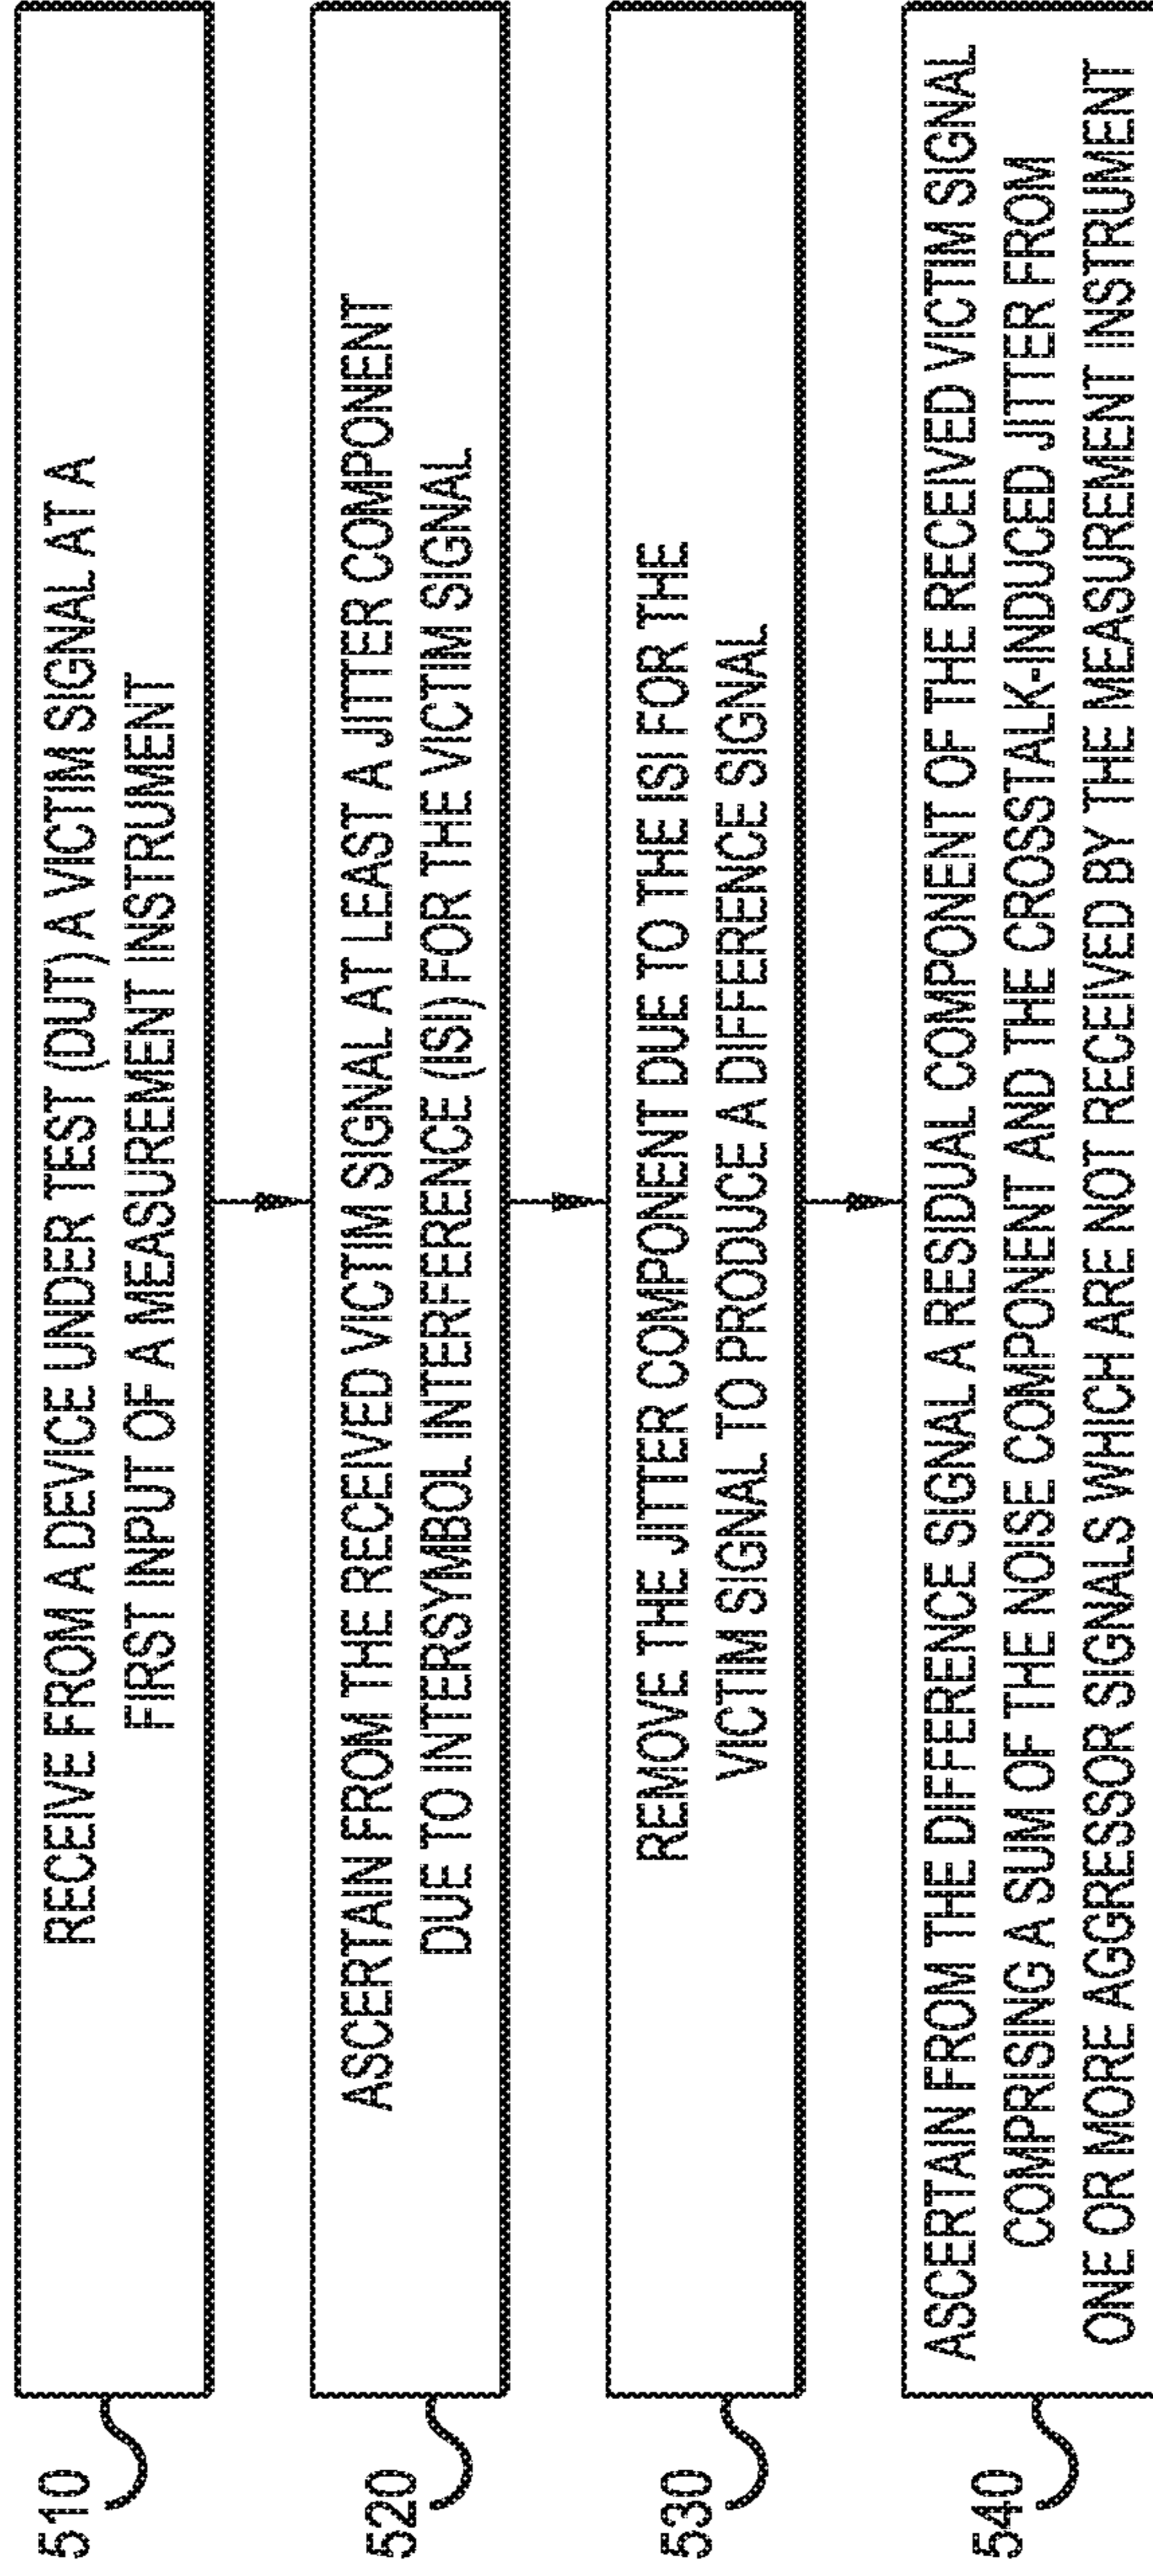 510
RECEIVE FROM A DEVICE UNDER TEST (DUT) A VICTIM SIGNAL AT A
FIRST INPUT OF A MEASUREMENT INSTRUMENT
520
ASCERTAIN FROM THE RECEIVED VICTIM SIGNAL AT LEAST A JITTER COMPONENT
DUE TO INTERSYMBOL INTERFERENCE (ISI) FOR THE VICTIM SIGNAL
530
REMOVE THE JITTER COMPONENT DUE TO THE ISI FOR THE
VICTIM SIGNAL TO PRODUCE A DIFFERENCE SIGNAL
540
ASCERTAIN FROM THE DIFFERENCE SIGNAL A RESIDUAL COMPONENT OF THE RECEIVED VICTIM SIGNAL
COMPRISING A SUM OF THE NOISE COMPONENT AND THE CROSSTALK-INDUCED JITTER FROM
ONE OR MORE AGGRESSOR SIGNALS WHICH ARE NOT RECEIVED BY THE MEASUREMENT INSTRUMENT